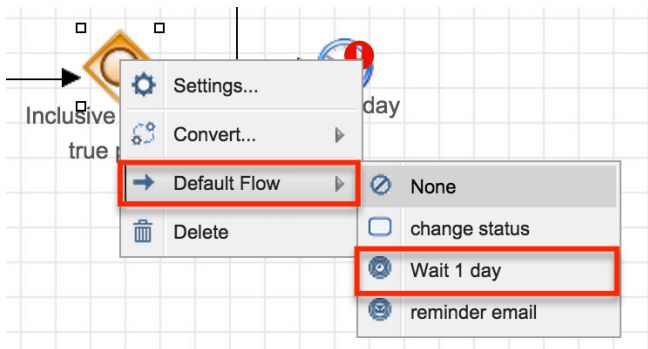 Settings...
Inclusive
day
Convert...
true
Default Flow
None
Delete
change status
Wait 1 day
reminder email